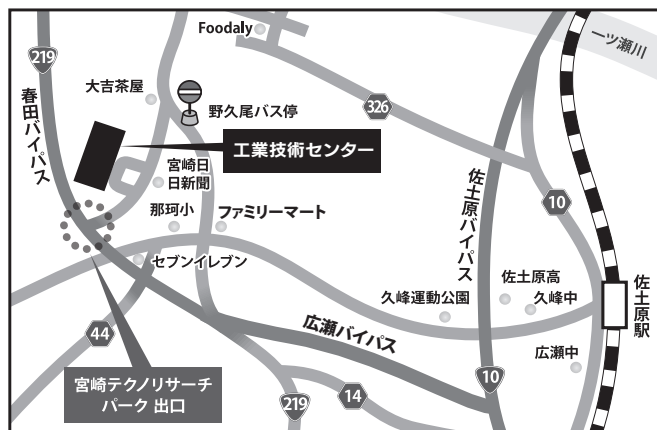 Foodaly
一ツ瀬川
219
大吉茶屋
326
野久尾バス停
春田バイパス
工業技術センター
宮崎日
日新聞
佐土原バイパス
10
那珂小
ファミリーマート
セブンイレブン
佐土原高
久峰運動公園
久峰中
佐土原駅
広瀬バイパス
44
広瀬中
宮崎テクノリサーチ
パーク 出口
10
14
219